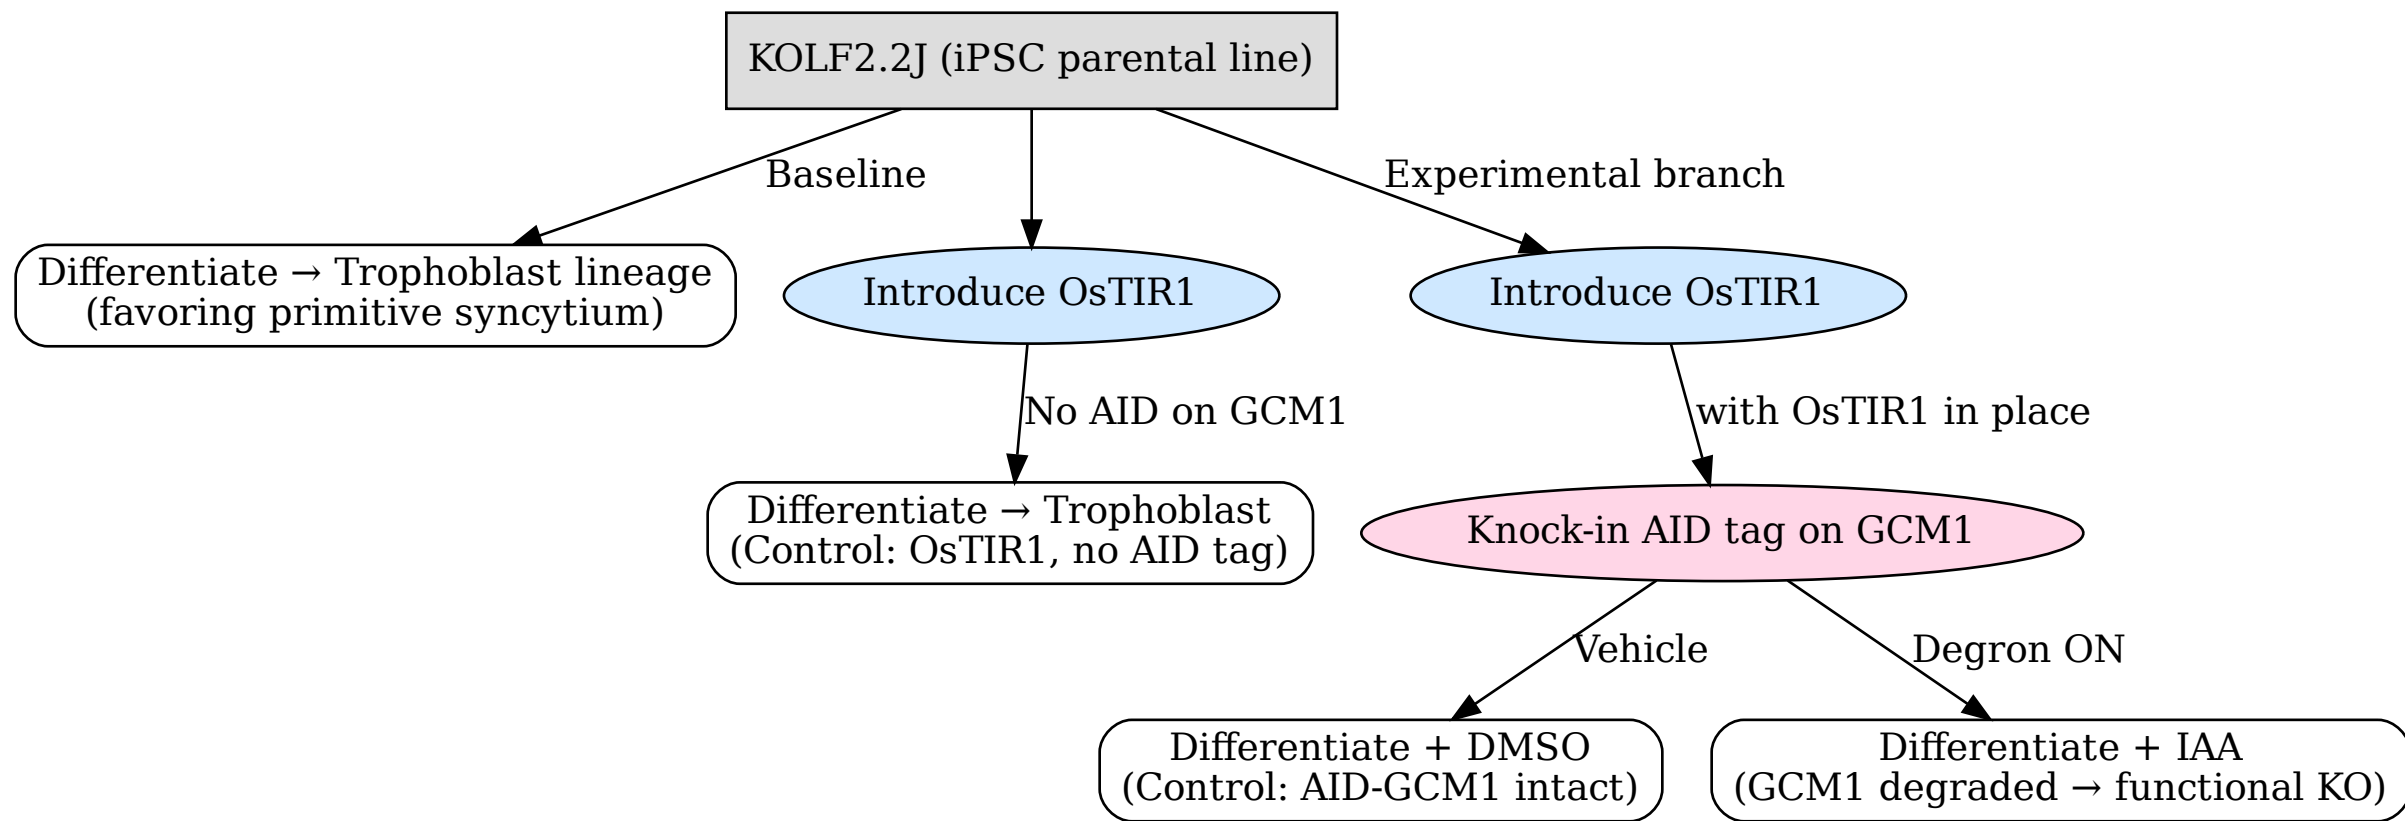 KOLF2.2J (iPSC parental line)
Baseline
Experimental branch
Differentiate → Trophoblast lineage
(favoring primitive syncytium)
Introduce OsTIR1
Introduce OsTIR1
No AID on GCM1
with OsTIR1 in place
Differentiate → Trophoblast
(Control: OsTIR1, no AID tag)
Knock-in AID tag on GCM1
Vehicle
Degron ON
Differentiate + DMSO
(Control: AID-GCM1 intact)
Differentiate + IAA
(GCM1 degraded → functional KO)